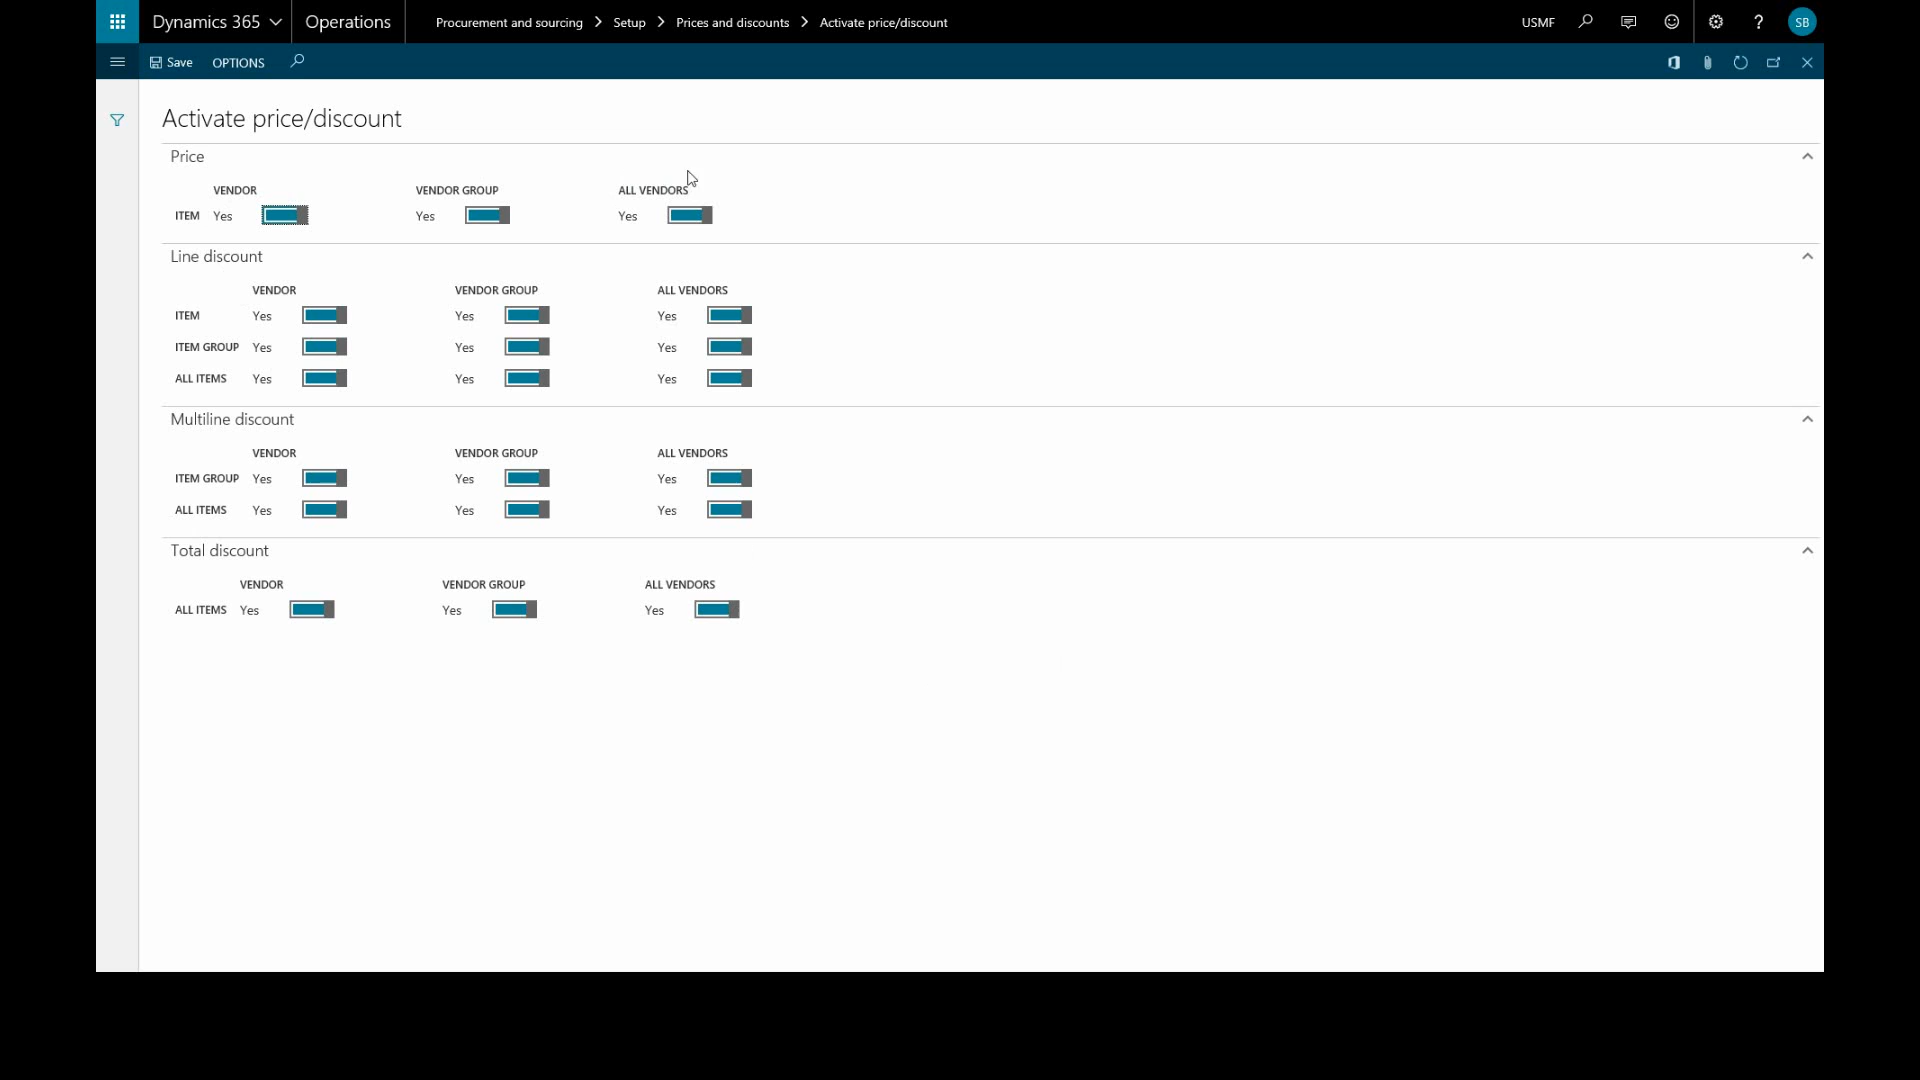 Dynamics 365 Operations Procurement and sourcing Setup Prices and discounts Activate price/discount USMF ? SB
Save OPTIONS
Activate price/discount
Price
VENDOR VENDOR GROUP ALL VENDORS
ITEM Yes Yes Yes
Line discount
VENDOR VENDOR GROUP ALL VENDORS
ITEM Yes Yes Yes
ITEM GROUP Yes Yes Yes
ALL ITEMS Yes Yes Yes
Multiline discount
VENDOR VENDOR GROUP ALL VENDORS
ITEM GROUP Yes Yes Yes
ALL ITEMS Yes Yes Yes
Total discount
VENDOR VENDOR GROUP ALL VENDORS
ALL ITEMS Yes Yes Yes